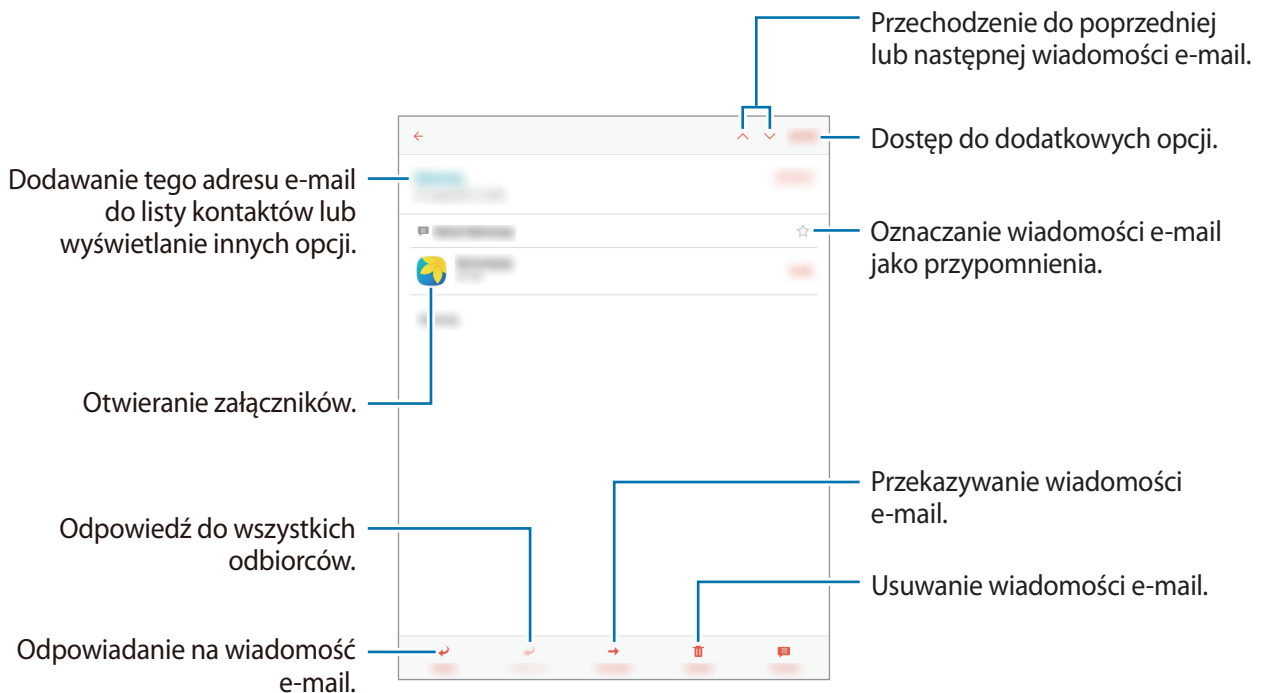 Przechodzenie do poprzedniej
lub następnej wiadomości e-mail.
Dostęp do dodatkowych opcji.
Dodawanie tego adresu e-mail
do listy kontaktów lub
wyświetlanie innych opcji.
Oznaczanie wiadomości e-mail
jako przypomnienia.
Otwieranie załączników.
Przekazywanie wiadomości
e-mail.
Odpowiedź do wszystkich
odbiorców.
Usuwanie wiadomości e-mail.
Odpowiadanie na wiadomość
e-mail.